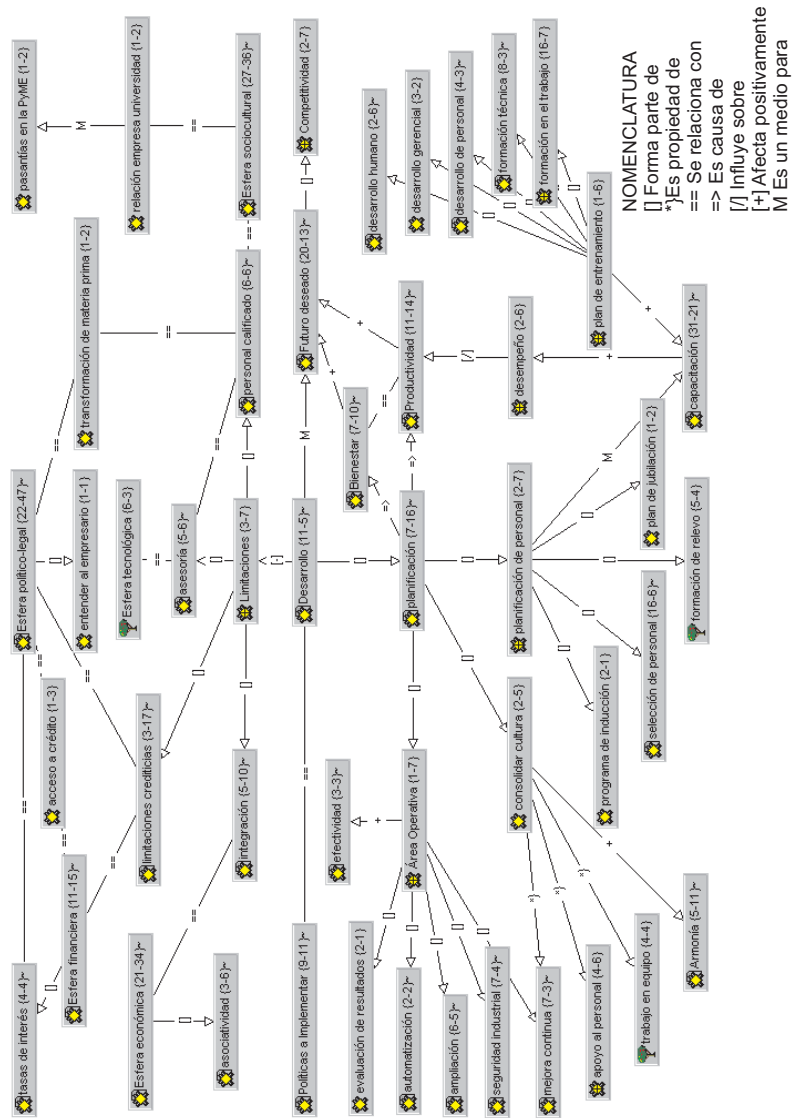 tasas de interés {4-4}~
Esfera político-legal {22-47}~
pasantías en la PyME {1-2}~
acceso a crédito {1-3}~
transformación de materia prima {1-2}~
Esfera financiera {11-15}~
entender al empresario {1-1}~
relación empresa universidad {1-2}
Esfera tecnológica {6-3}
limitaciones crediticias {3-17}~
Esfera económica {21-34}~
asesoría {5-6}~
Esfera sociocultural {27-36}~
asociatividad {3-6}~
integración {5-10}~
Limitaciones {3-7}~
personal calificado {6-6}~
Políticas a Implementar {9-11}~
Desarrollo {11-5}~
Futuro deseado {20-13}~
Competitividad {2-7}~
efectividad {3-3}~
Bienestar {7-10}~
evaluación de resultados {2-1}~
desarrollo humano {2-6}~
automatización {2-2}~
Área Operativa {1-7}~
planificación {7-16}~
Productividad {11-14}~
desarrollo gerencial {3-2}~
ampliación {6-5}~
desarrollo de personal {4-3}~
seguridad industrial {7-4}~
formación técnica {8-3}~
mejora continua {7-3}~
consolidar cultura {2-5}~
planificación de personal {2-7}~
desempeño {2-6}~
formación en el trabajo {16-7}~
apoyo al personal {4-6}~
plan de entrenamiento {1-6}~
trabajo en equipo {4-4}~
programa de inducción {2-1}~
selección de personal {16-6}~
formación de relevo {5-4}~
plan de jubilación {1-2}~
capacitación {31-21}~
Armonía {5-11}~
NOMENCLATURA
[] Forma parte de
*}Es propiedad de
== Se relaciona con
=> Es causa de
[/] Influye sobre
[+] Afecta positivamente
M Es un medio para